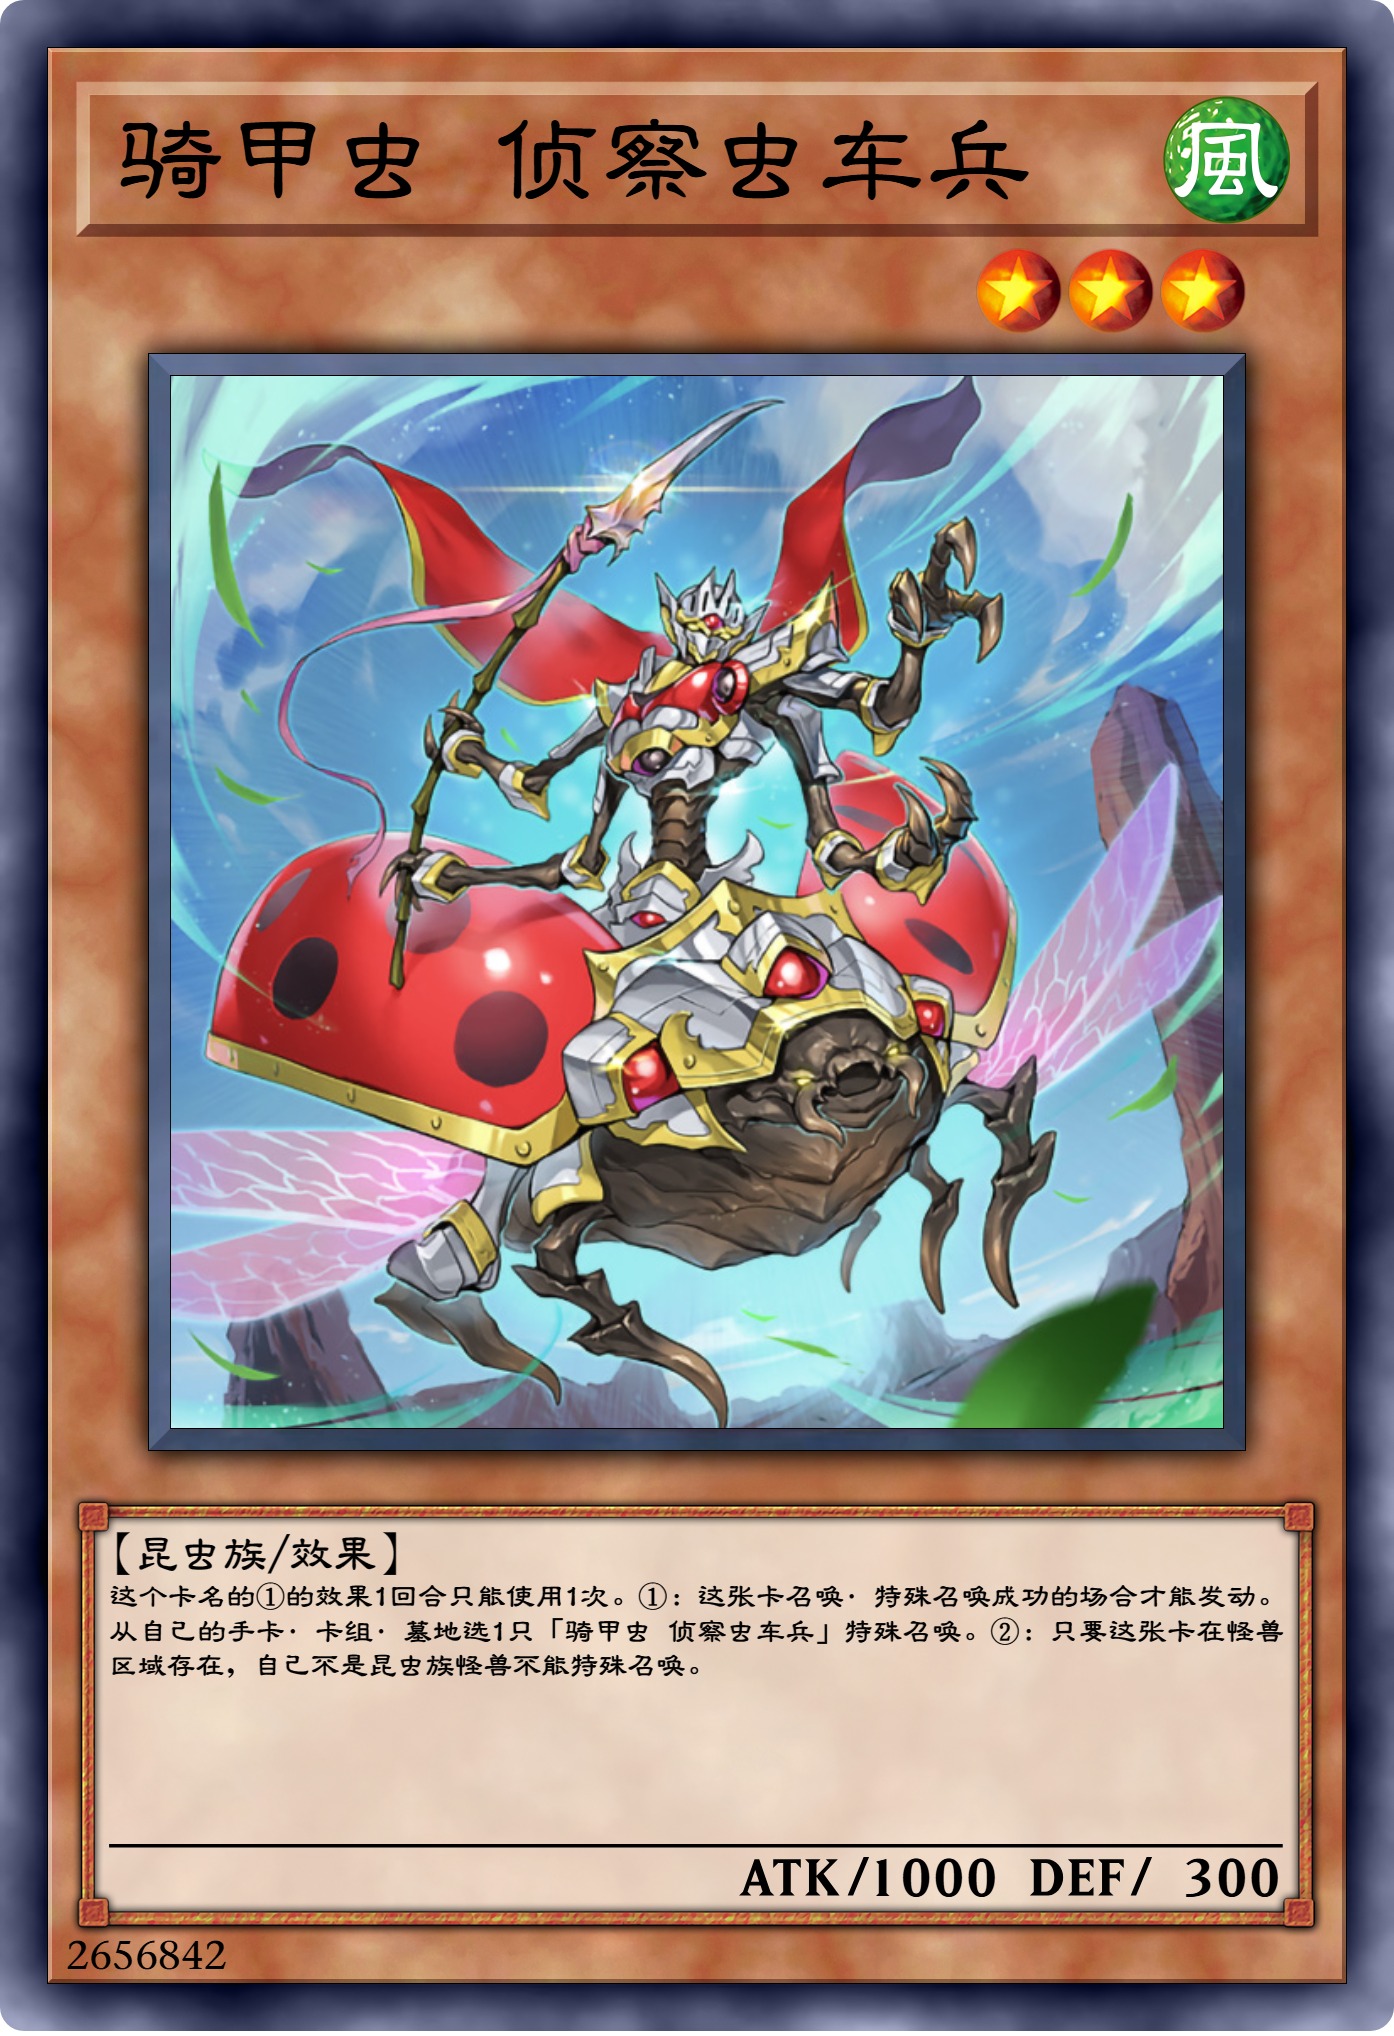 骑甲虫 侦察虫车兵
風
【昆虫族/效果】
这个卡名的①的效果1回合只能使用1次。①：这张卡召唤·特殊召唤成功的场合才能发动。
从自己的手卡·卡组·墓地选1只「骑甲虫 侦察虫车兵」特殊召唤。②：只要这张卡在怪兽
区域存在，自己不是昆虫族怪兽不能特殊召唤。
ATK/1000 DEF/ 300
2656842